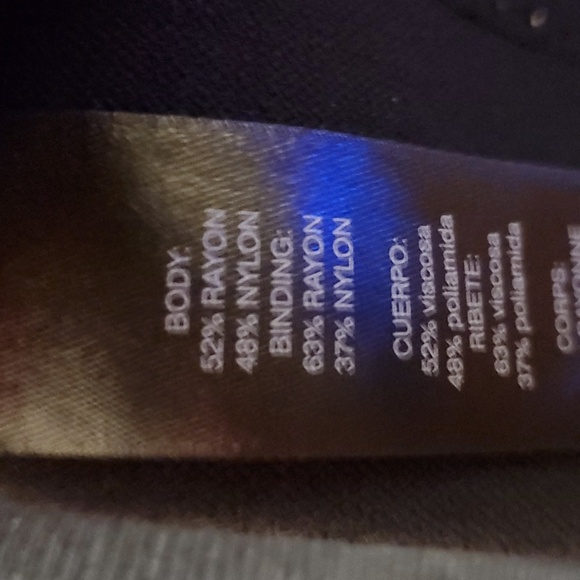 BODY:
52% RAYON
48% NYLON
BINDING:
63% RAYON
37% NYLON
CUERPO:
52% viscosa
48% poliamida
RIBETE:
63% viscosa
37% poliamida
CORPS: